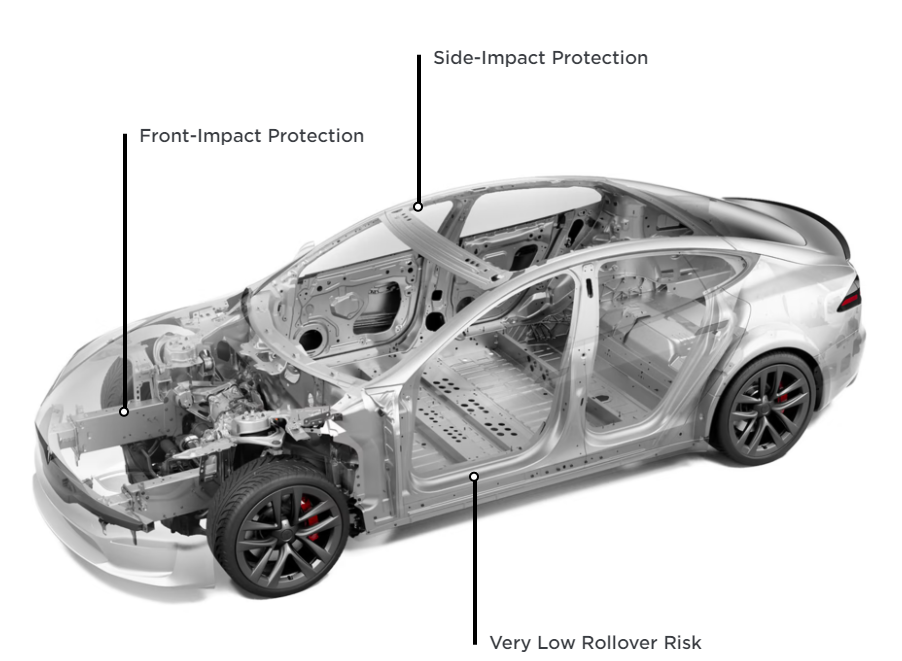 Side-Impact Protection
Front-Impact Protection
Very Low Rollover Risk